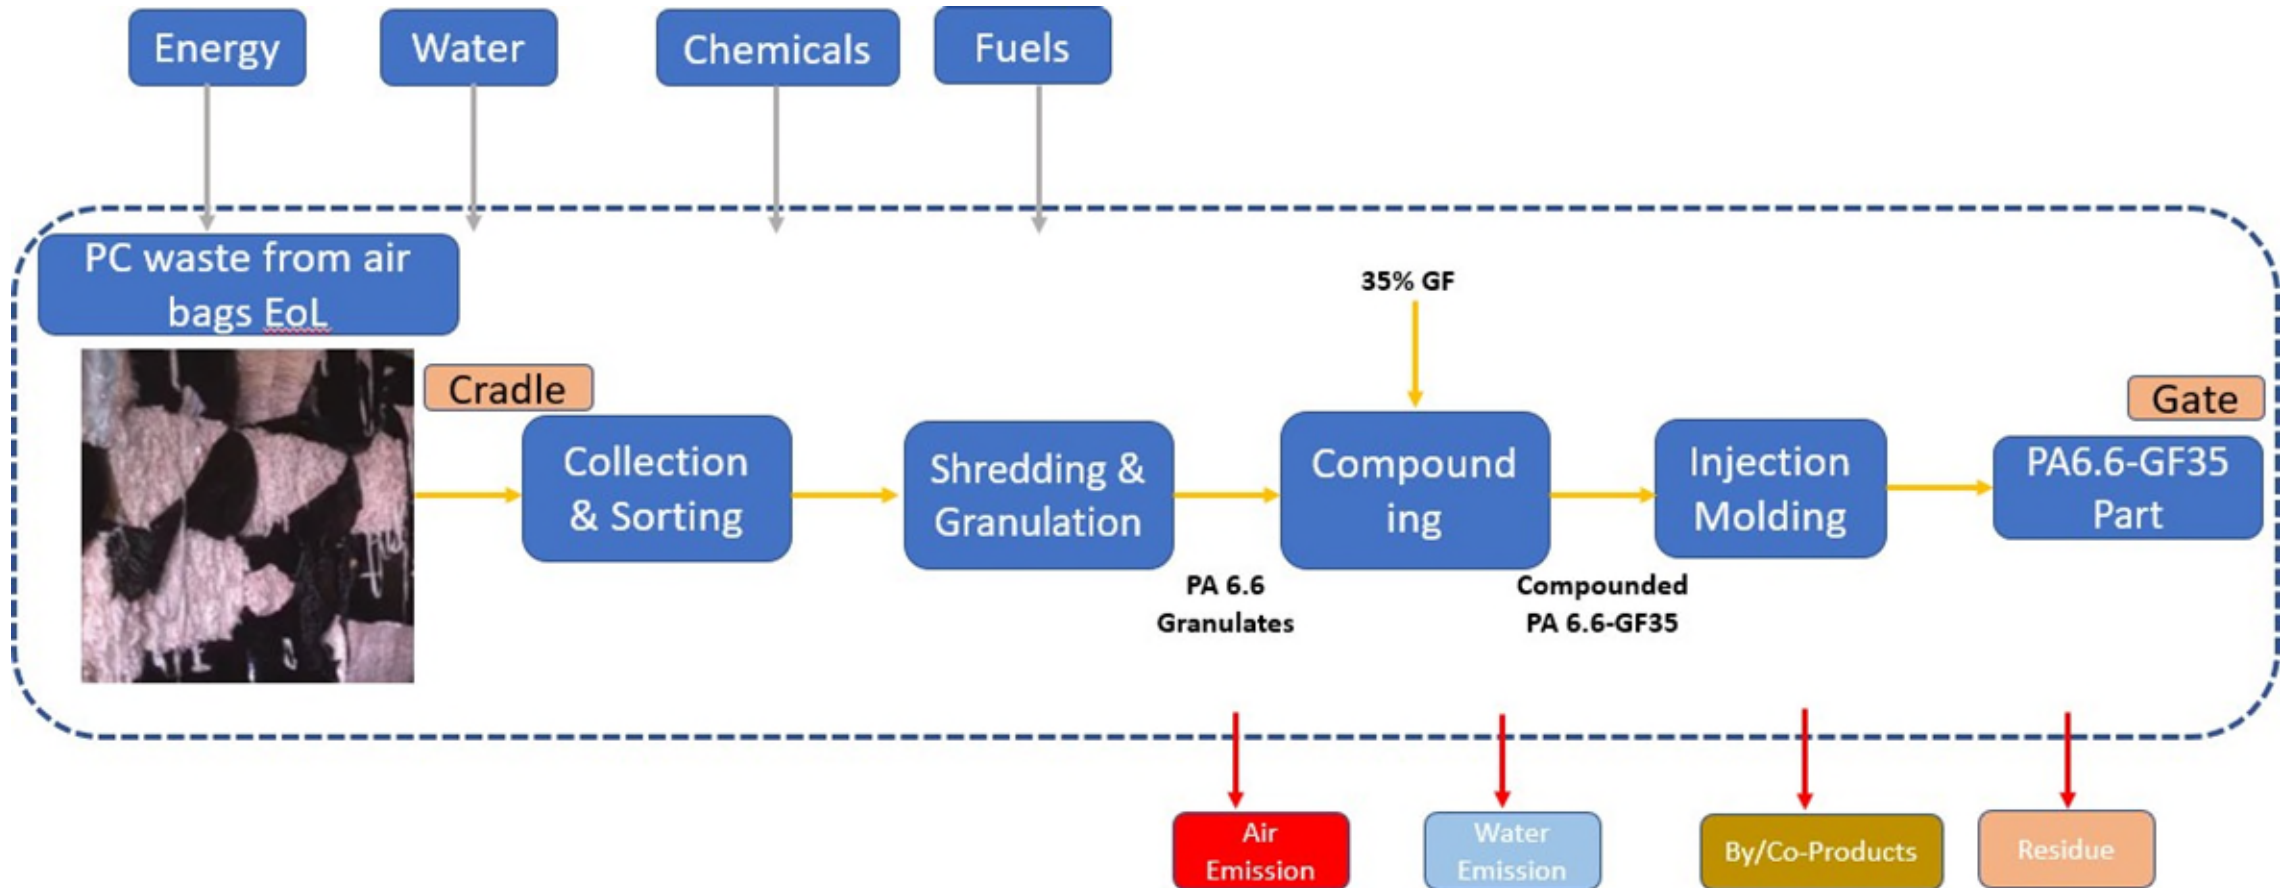 Energy
Water
Chemicals
Fuels
PC waste from air
bags EoL
35% GF
Cradle
Gate
Collection
& Sorting
Shredding &
Granulation
Compound
ing
Injection
Molding
PA6.6-GF35
Part
PA 6.6
Granulates
Compounded
PA 6.6-GF35
Air
Emission
Water
Emission
By/Co-Products
Residue